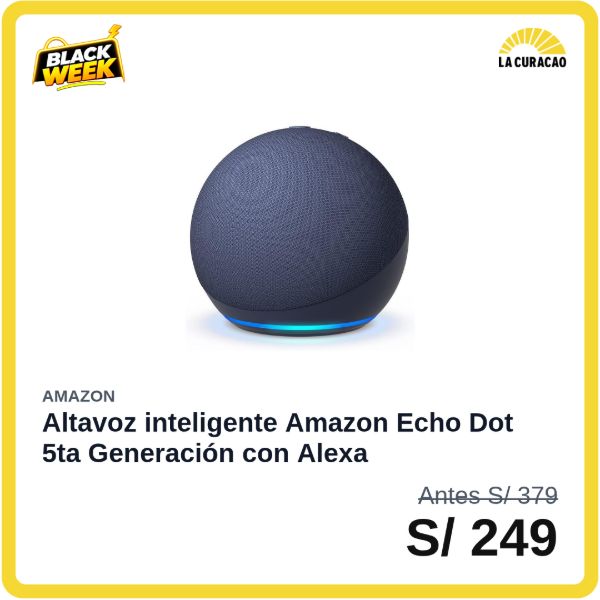 BLACK
WEEK
LA CURACAO
AMAZON
Altavoz inteligente Amazon Echo Dot
5ta Generación con Alexa
Antes S/ 379
S/ 249